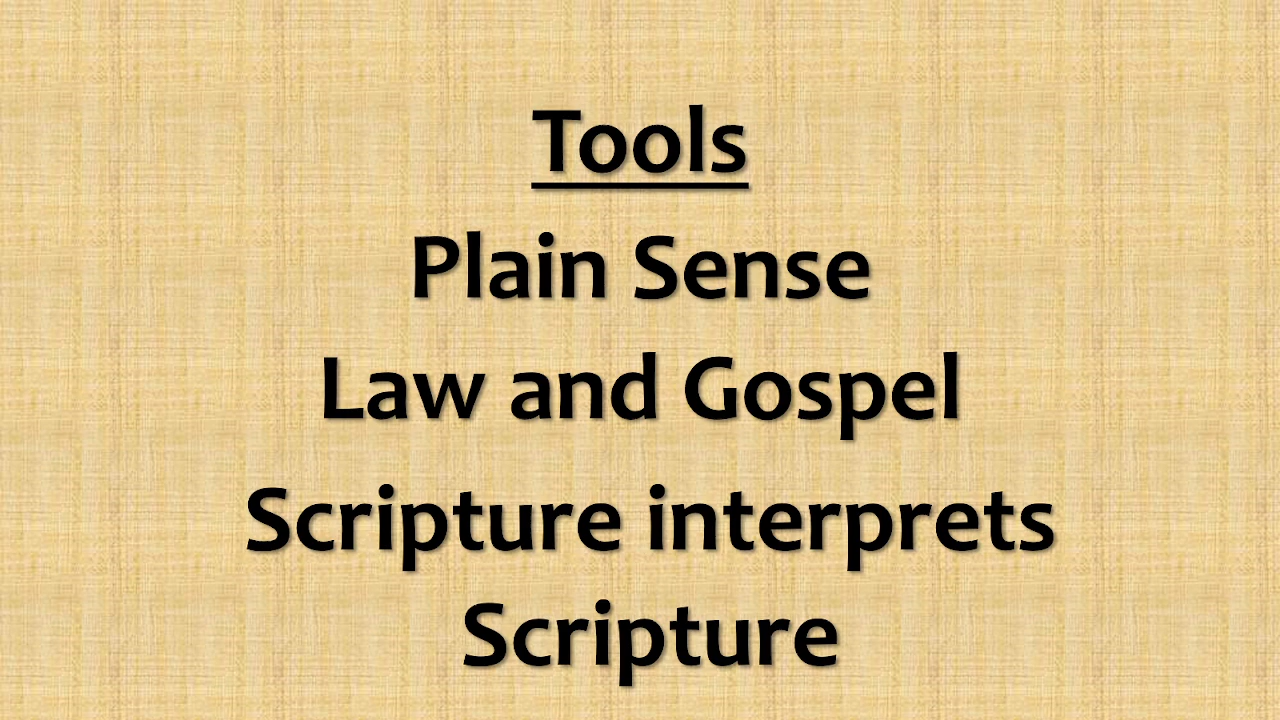 Tools
Plain Sense
Law and Gospel
Scripture interprets
Scripture